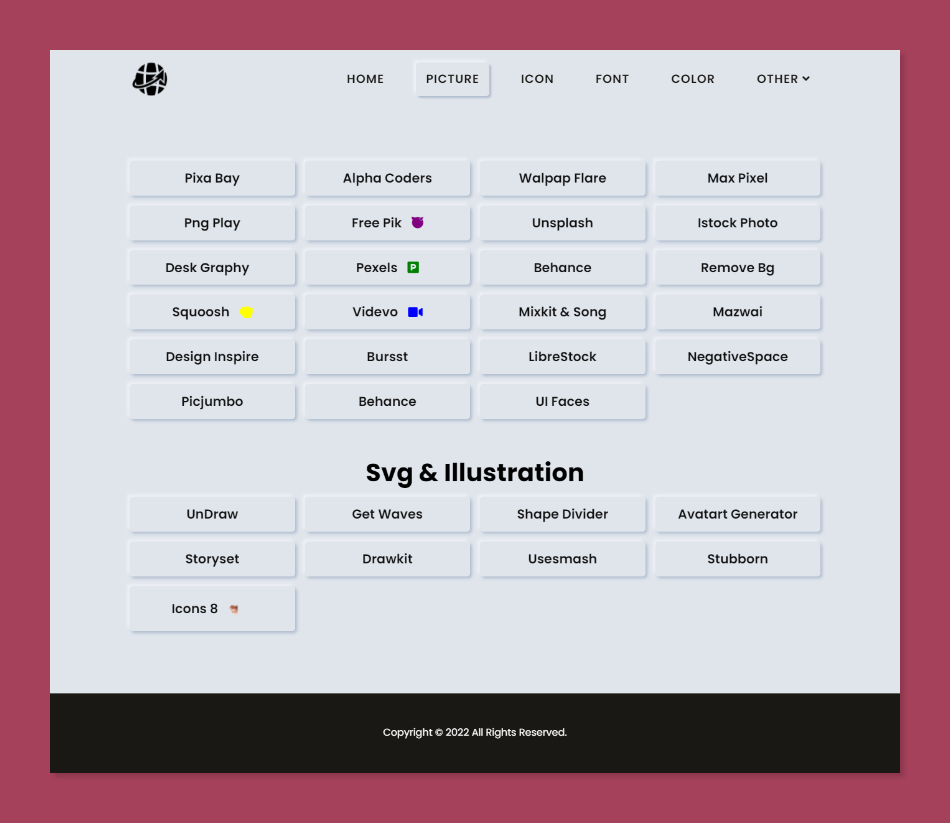 HOME PICTURE ICON FONT COLOR OTHER
Pixa Bay Alpha Coders Walpap Flare Max Pixel
Png Play Free Pik Unsplash Istock Photo
Desk Graphy Pexels P Behance Remove Bg
Squoosh Videvo Mixkit & Song Mazwai
Design Inspire Bursst LibreStock NegativeSpace
Picjumbo Behance UI Faces
Svg & Illustration
UnDraw Get Waves Shape Divider Avatart Generator
Storyset Drawkit Usesmash Stubborn
Icons 8
Copyright © 2022 All Rights Reserved.